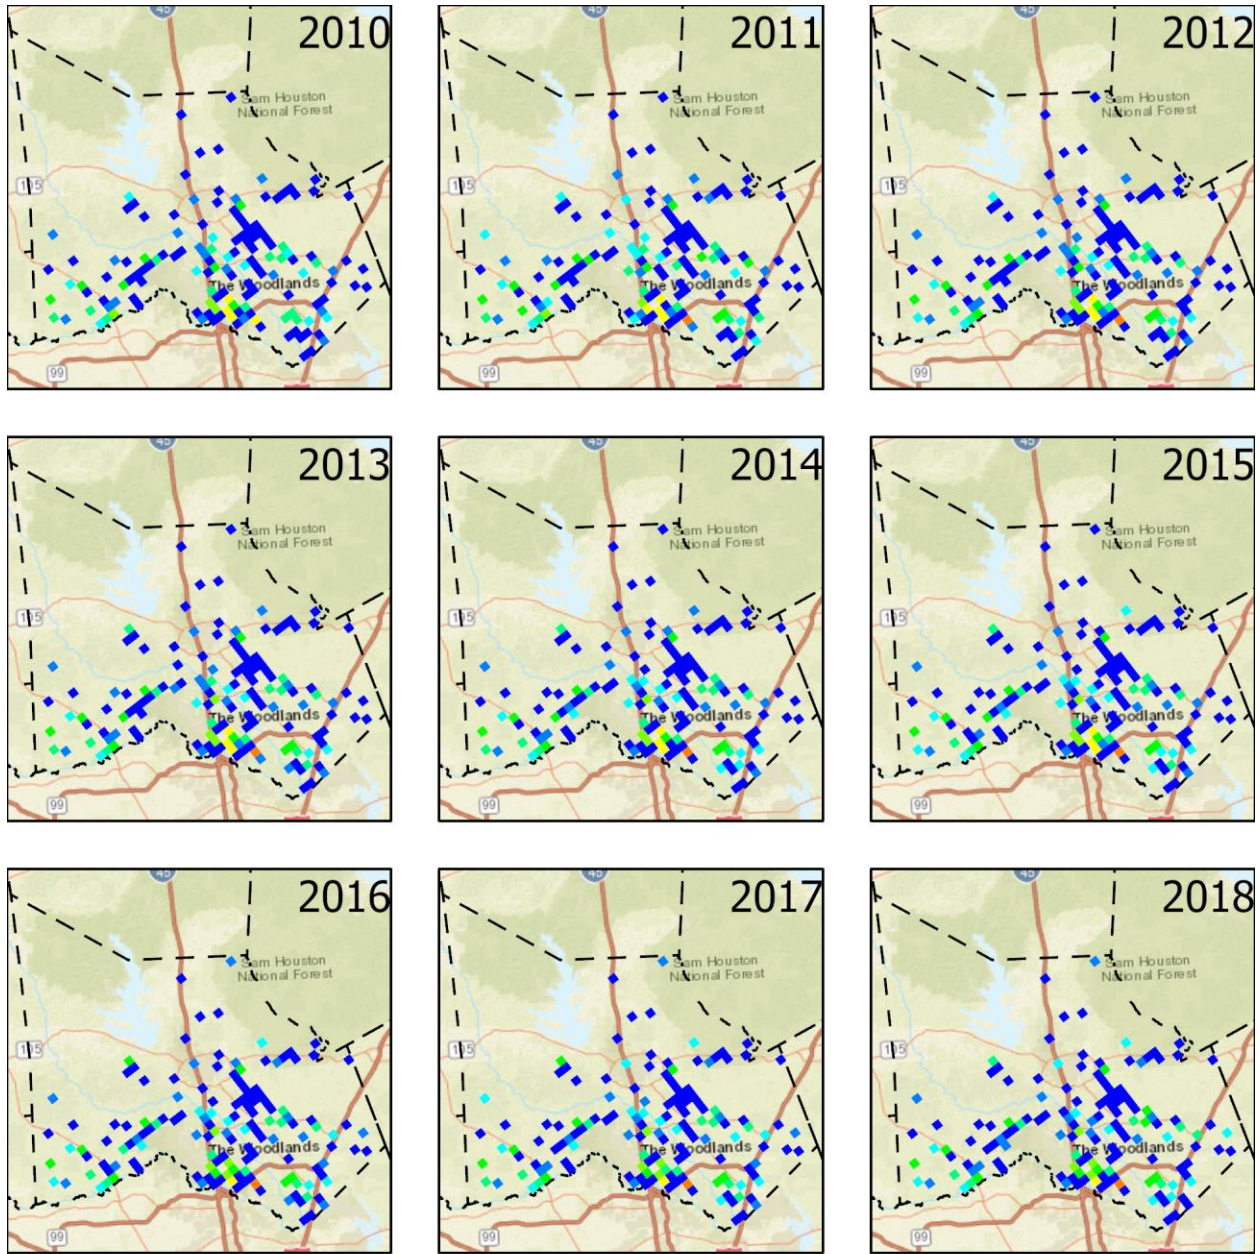 45
2010
Sam Houston
National Forest
105
The Woodlands
99
45
2011
Sam Houston
National Forest
105
The Woodlands
99
45
2012
Sam Houston
National Forest
105
The Woodlands
99
45
2013
Sam Houston
National Forest
105
The Woodlands
99
45
2014
Sam Houston
National Forest
105
The Woodlands
99
45
2015
Sam Houston
National Forest
105
The Woodlands
99
45
2016
Sam Houston
National Forest
105
The Woodlands
99
45
2017
Sam Houston
National Forest
105
The Woodlands
99
45
2018
Sam Houston
National Forest
105
The Woodlands
99